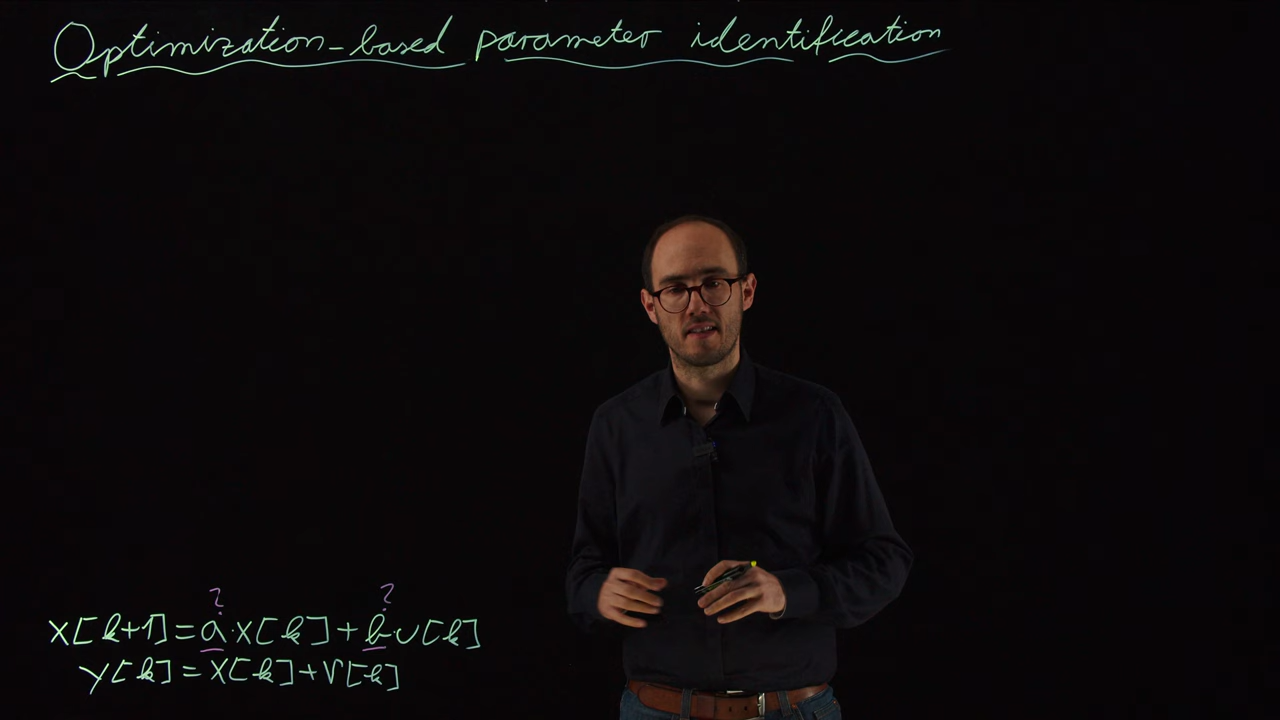 Optimization-based parameter identification
? ?
x[k+1]=a·x[k]+b·u[k]
y[k]=x[k]+v[k]